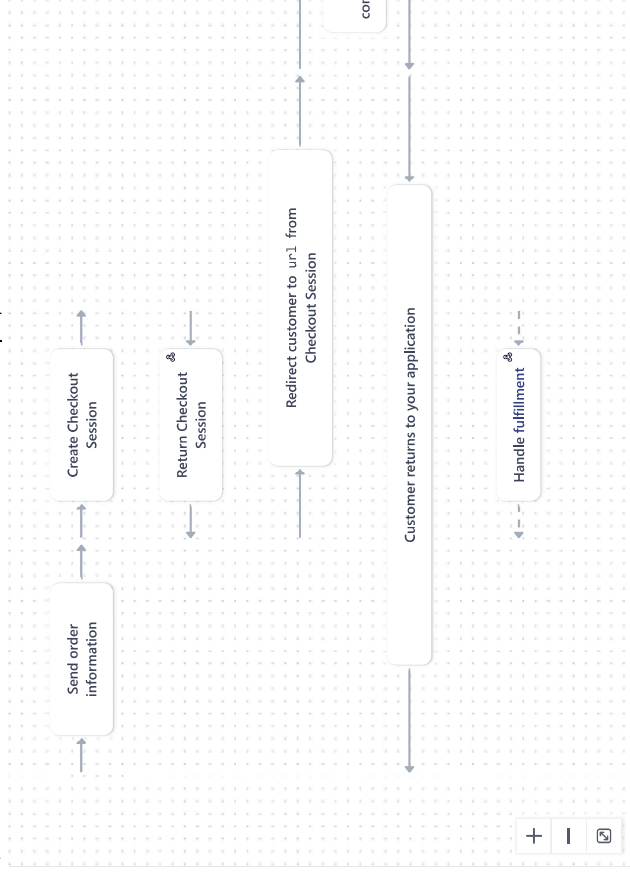 Send order
information
Create Checkout
Session
Return Checkout
Session
Redirect customer to url from
Checkout Session
Customer returns to your application
Handle fulfillment